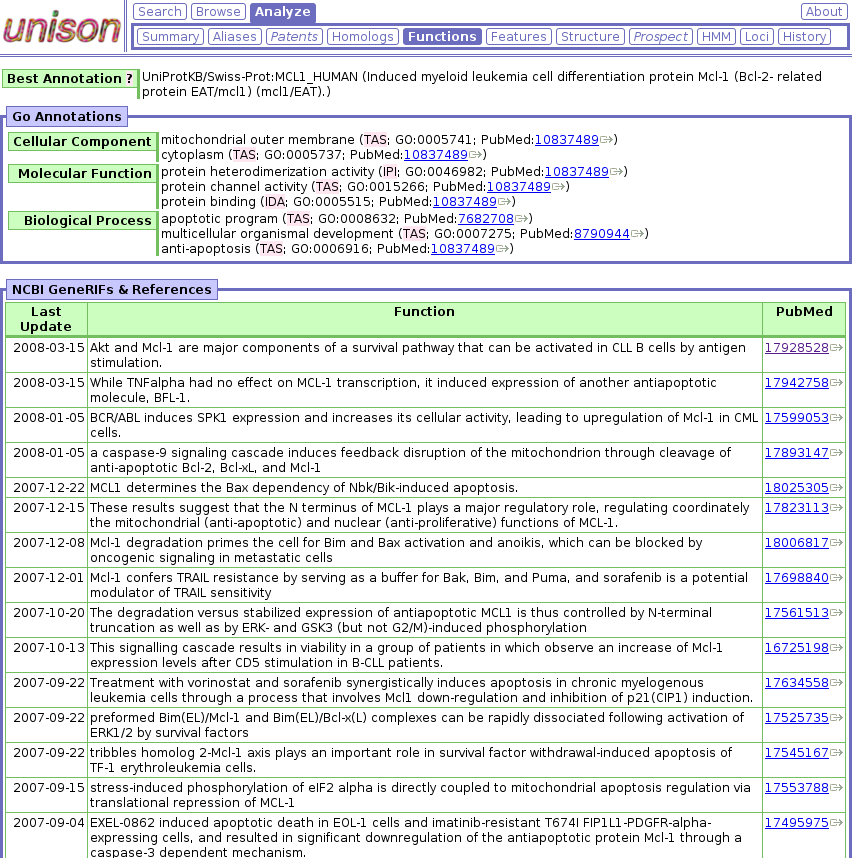 unison
Search Browse Analyze About
Summary Aliases Patents Homologs Functions Features Structure Prospect HMM Loci History
Best Annotation ? UniProtKB/Swiss-Prot:MCL1_HUMAN (Induced myeloid leukemia cell differentiation protein Mcl-1 (Bcl-2- related
protein EAT/mcl1) (mcl1/EAT).)
Go Annotations
Cellular Component mitochondrial outer membrane (TAS; GO:0005741; PubMed:10837489)
cytoplasm (TAS; GO:0005737; PubMed:10837489)
Molecular Function protein heterodimerization activity (IPI; GO:0046982; PubMed:10837489)
protein channel activity (TAS; GO:0015266; PubMed:10837489)
protein binding (IDA; GO:0005515; PubMed:10837489)
Biological Process apoptotic program (TAS; GO:0008632; PubMed:7682708)
multicellular organismal development (TAS; GO:0007275; PubMed:8790944)
anti-apoptosis (TAS; GO:0006916; PubMed:10837489)
NCBI GeneRIFs & References
Last Function PubMed
Update
2008-03-15 Akt and Mcl-1 are major components of a survival pathway that can be activated in CLL B cells by antigen 17928528
stimulation.
2008-03-15 While TNFalpha had no effect on MCL-1 transcription, it induced expression of another antiapoptotic 17942758
molecule, BFL-1.
2008-01-05 BCR/ABL induces SPK1 expression and increases its cellular activity, leading to upregulation of Mcl-1 in CML 17599053
cells.
2008-01-05 a caspase-9 signaling cascade induces feedback disruption of the mitochondrion through cleavage of 17893147
anti-apoptotic Bcl-2, Bcl-xL, and Mcl-1
2007-12-22 MCL1 determines the Bax dependency of Nbk/Bik-induced apoptosis. 18025305
2007-12-15 These results suggest that the N terminus of MCL-1 plays a major regulatory role, regulating coordinately 17823113
the mitochondrial (anti-apoptotic) and nuclear (anti-proliferative) functions of MCL-1.
2007-12-08 Mcl-1 degradation primes the cell for Bim and Bax activation and anoikis, which can be blocked by 18006817
oncogenic signaling in metastatic cells
2007-12-01 Mcl-1 confers TRAIL resistance by serving as a buffer for Bak, Bim, and Puma, and sorafenib is a potential 17698840
modulator of TRAIL sensitivity
2007-10-20 The degradation versus stabilized expression of antiapoptotic MCL1 is thus controlled by N-terminal 17561513
truncation as well as by ERK- and GSK3 (but not G2/M)-induced phosphorylation
2007-10-13 This signalling cascade results in viability in a group of patients in which observe an increase of Mcl-1 16725198
expression levels after CD5 stimulation in B-CLL patients.
2007-09-22 Treatment with vorinostat and sorafenib synergistically induces apoptosis in chronic myelogenous 17634558
leukemia cells through a process that involves Mcl1 down-regulation and inhibition of p21(CIP1) induction.
2007-09-22 preformed Bim(EL)/Mcl-1 and Bim(EL)/Bcl-x(L) complexes can be rapidly dissociated following activation of 17525735
ERK1/2 by survival factors
2007-09-22 tribbles homolog 2-Mcl-1 axis plays an important role in survival factor withdrawal-induced apoptosis of 17545167
TF-1 erythroleukemia cells.
2007-09-15 stress-induced phosphorylation of eIF2 alpha is directly coupled to mitochondrial apoptosis regulation via 17553788
translational repression of MCL-1
2007-09-04 EXEL-0862 induced apoptotic death in EOL-1 cells and imatinib-resistant T674I FIP1L1-PDGFR-alpha- 17495975
expressing cells, and resulted in significant downregulation of the antiapoptotic protein Mcl-1 through a
caspase-3 dependent mechanism.